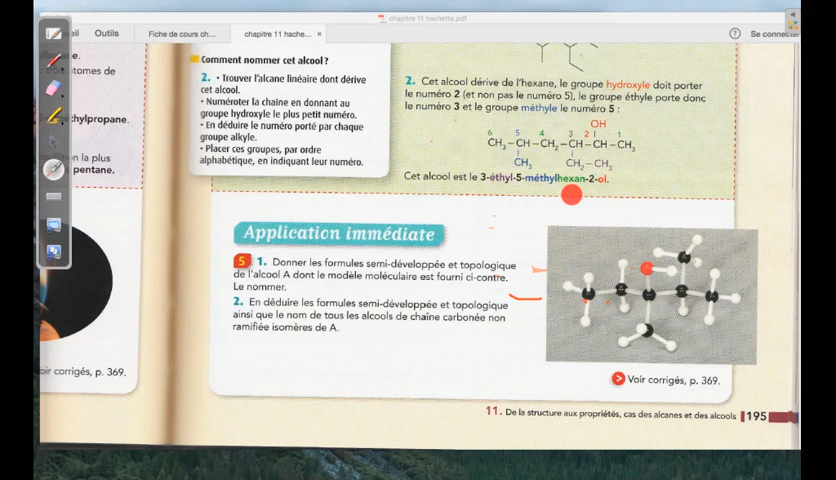 chapitre 11 hachette.pdf
Outils
Fiche de cours ch...
chapitre 11 hache... ×
Se connecter
atomes de
thylpropane.
la plus
pentane.
oir corrigés, p. 369.
Comment nommer cet alcool ?
2. • Trouver l'alcane linéaire dont dérive
cet alcool.
• Numéroter la chaîne en donnant au
groupe hydroxyle le plus petit numéro.
• En déduire le numéro porté par chaque
groupe alkyle.
• Placer ces groupes, par ordre
alphabétique, en indiquant leur numéro.
2. Cet alcool dérive de l'hexane, le groupe hydroxyle doit porter
le numéro 2 (et non pas le numéro 5), le groupe éthyle porte donc
le numéro 3 et le groupe méthyle le numéro 5 :
OH
6 5 4 3 2 1
CH₃–CH–CH₂–CH–CH–CH₃
CH₃ CH₂–CH₃
Cet alcool est le 3-éthyl-5-méthylhexan-2-ol.
Application immédiate
5 1. Donner les formules semi-développée et topologique
de l'alcool A dont le modèle moléculaire est fourni ci-contre.
Le nommer.
2. En déduire les formules semi-développée et topologique
ainsi que le nom de tous les alcools de chaîne carbonée non
ramifiée isomères de A.
Voir corrigés, p. 369.
11. De la structure aux propriétés, cas des alcanes et des alcools 195